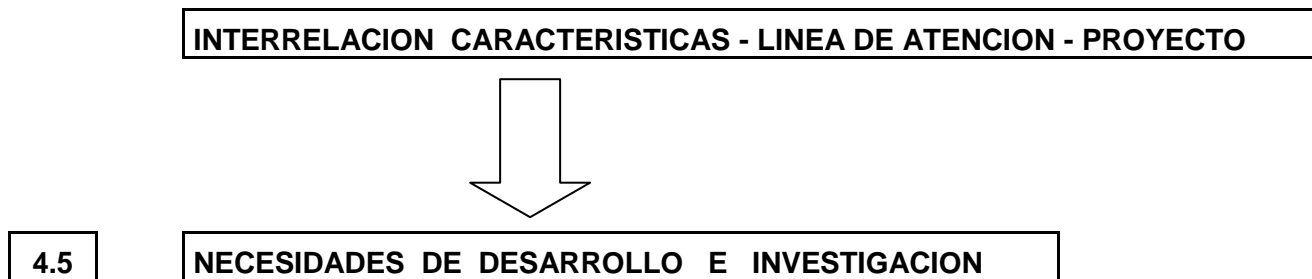 INTERRELACION CARACTERISTICAS - LINEA DE ATENCION - PROYECTO
4.5 NECESIDADES DE DESARROLLO E INVESTIGACION